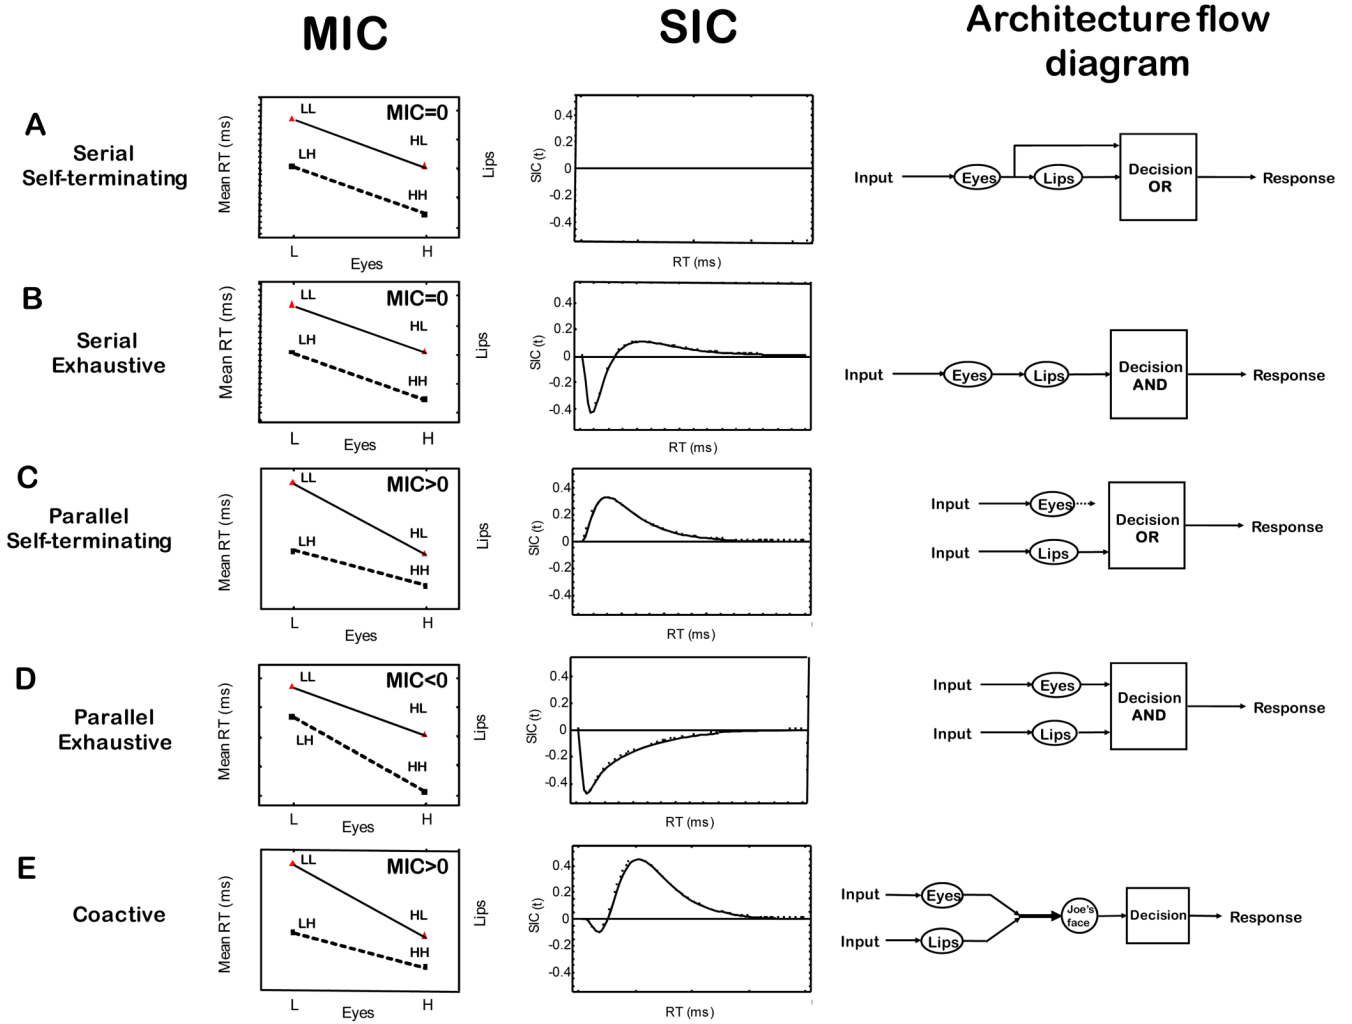 MIC
SIC
Architecture flow
diagram
A
Serial
Self-terminating
Mean RT (ms)
LL
MIC=0
HL
LH
HH
L
H
Eyes
Lips
SIC (t)
0.4
0.2
0
-0.2
-0.4
RT (ms)
Input
Eyes
Lips
Decision
OR
Response
B
Serial
Exhaustive
Mean RT (ms)
LL
MIC=0
HL
LH
HH
L
H
Eyes
Lips
SIC (t)
0.4
0.2
0
-0.2
-0.4
RT (ms)
Input
Eyes
Lips
Decision
AND
Response
C
Parallel
Self-terminating
Mean RT (ms)
LL
MIC>0
HL
LH
HH
L
H
Eyes
Lips
SIC (t)
0.4
0.2
0
-0.2
-0.4
RT (ms)
Input
Eyes
Input
Lips
Decision
OR
Response
D
Parallel
Exhaustive
Mean RT (ms)
LL
MIC<0
HL
LH
HH
L
H
Eyes
Lips
SIC (t)
0.4
0.2
0
-0.2
-0.4
RT (ms)
Input
Eyes
Input
Lips
Decision
AND
Response
E
Coactive
Mean RT (ms)
LL
MIC>0
HL
LH
HH
L
H
Eyes
Lips
SIC (t)
0.4
0.2
0
-0.2
-0.4
RT (ms)
Input
Eyes
Input
Lips
Joe's
face
Decision
Response